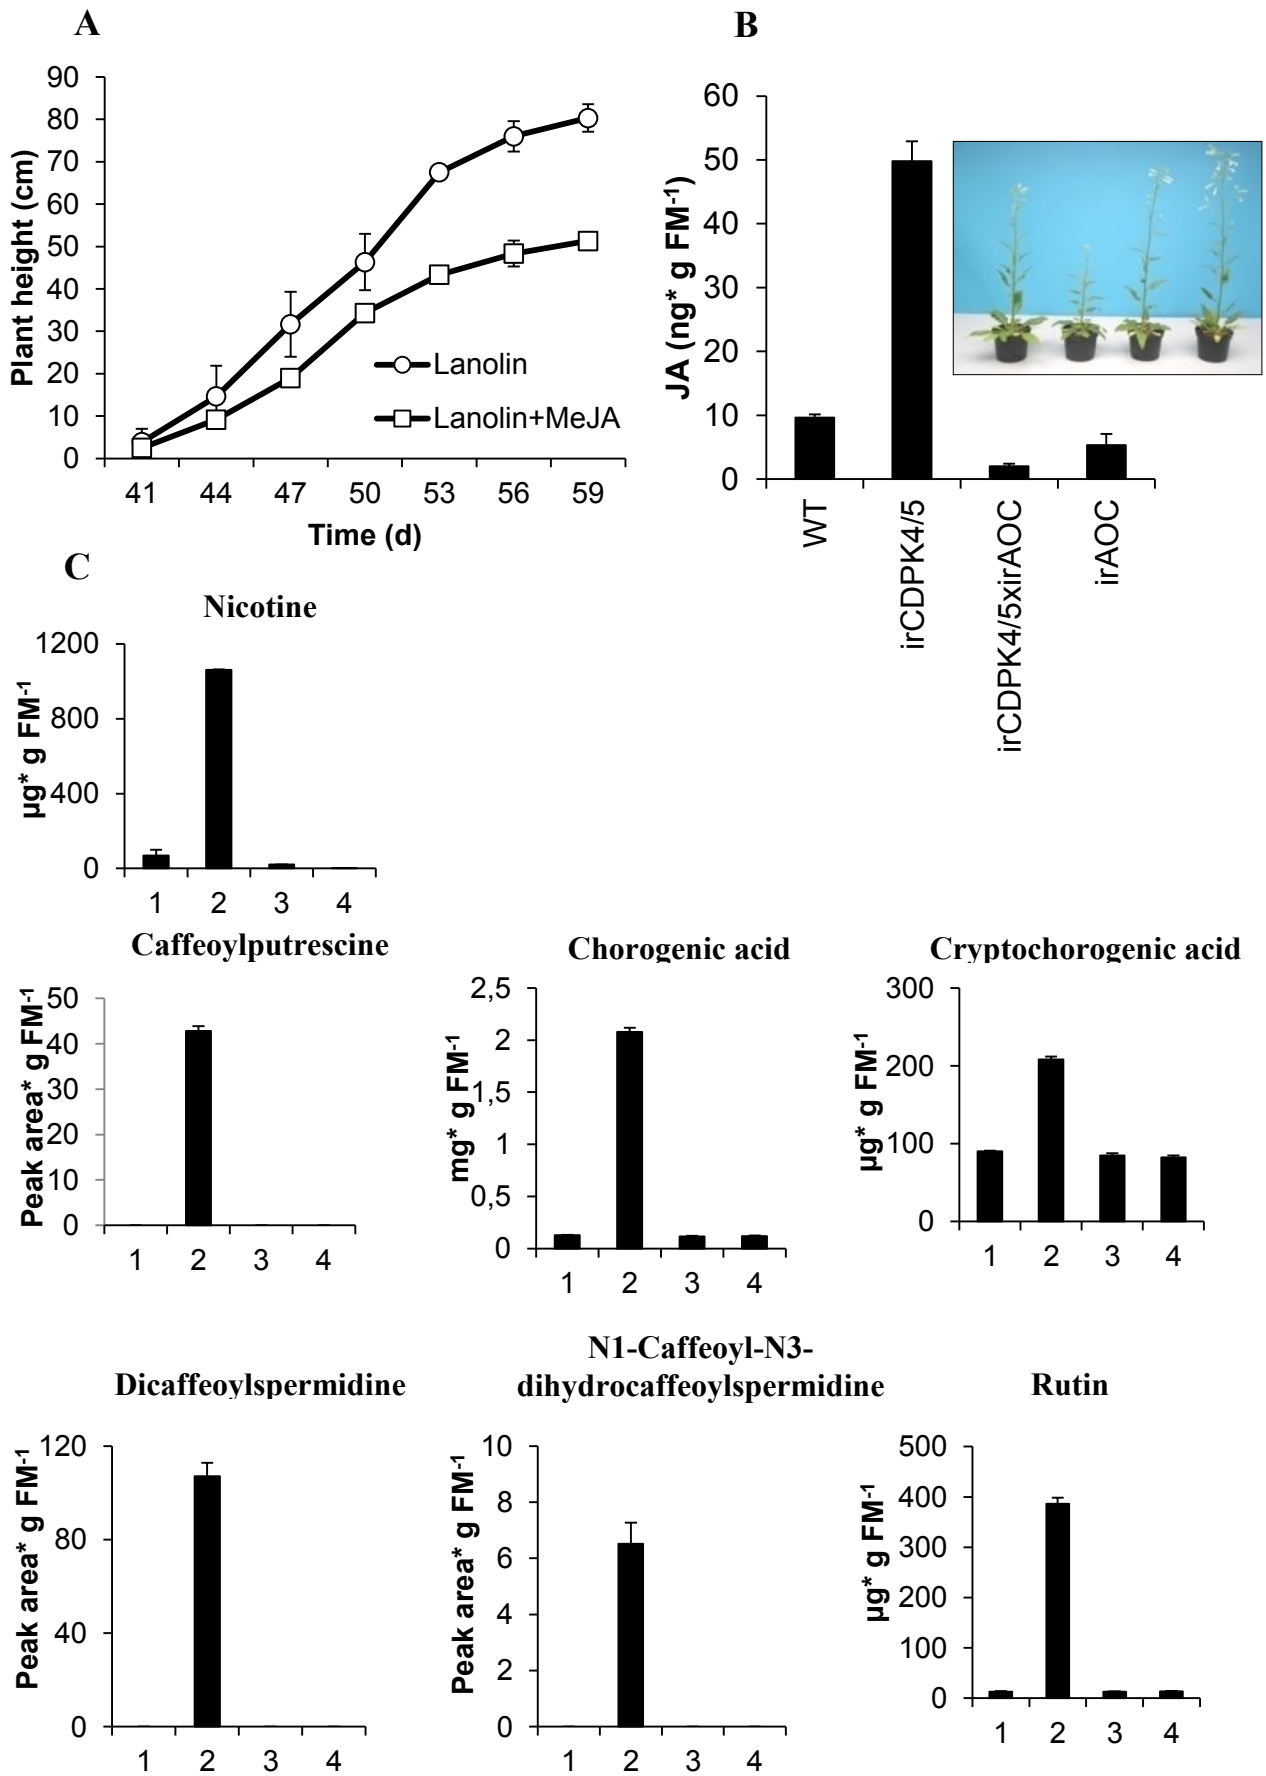 A
Plant height (cm)
90
80
70
60
50
40
30
20
10
0
41 44 47 50 53 56 59
Time (d)
Lanolin
Lanolin+MeJA
B
JA (ng* g FM-1)
60
50
40
30
20
10
0
WT
irCDPK4/5
irCDPK4/5xirAOC
irAOC
C
Nicotine
µg* g FM-1
1200
800
400
0
1 2 3 4
Caffeoylputrescine
Peak area* g FM-1
50
40
30
20
10
0
1 2 3 4
Chorogenic acid
mg* g FM-1
2,5
2
1,5
1
0,5
0
1 2 3 4
Cryptochorogenic acid
µg* g FM-1
300
200
100
0
1 2 3 4
Dicaffeoylspermidine
Peak area* g FM-1
120
80
40
0
1 2 3 4
N1-Caffeoyl-N3-
dihydrocaffeoylspermidine
Peak area* g FM-1
10
8
6
4
2
0
1 2 3 4
Rutin
µg* g FM-1
500
400
300
200
100
0
1 2 3 4